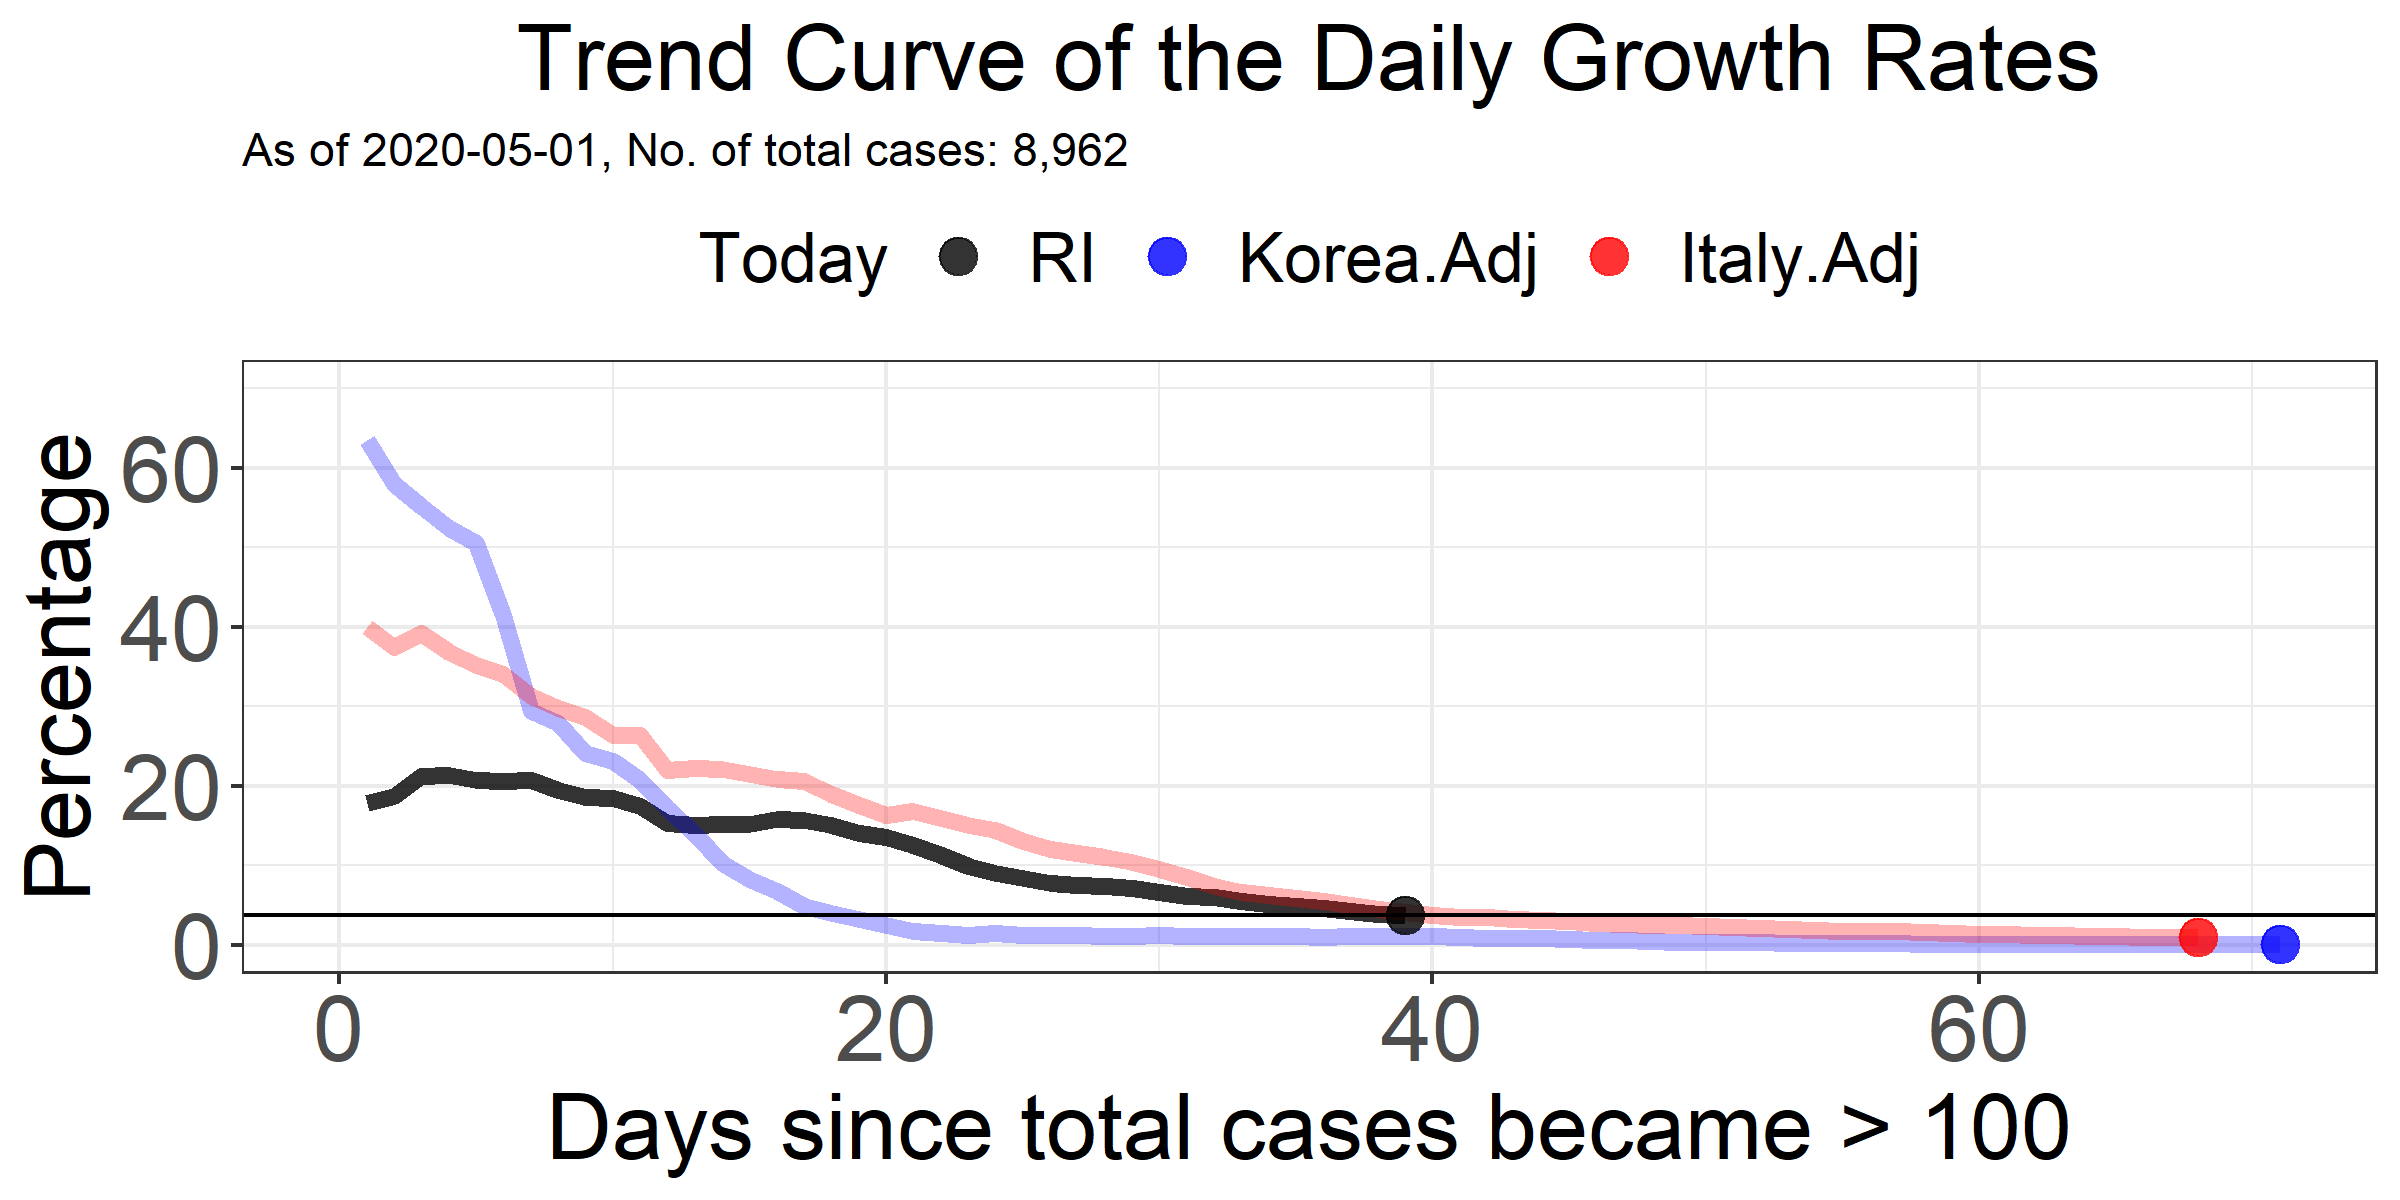 Trend Curve of the Daily Growth Rates
As of 2020-05-01, No. of total cases: 8,962
Today RI Korea.Adj Italy.Adj
Percentage
60
40
20
0
0 20 40 60
Days since total cases became > 100